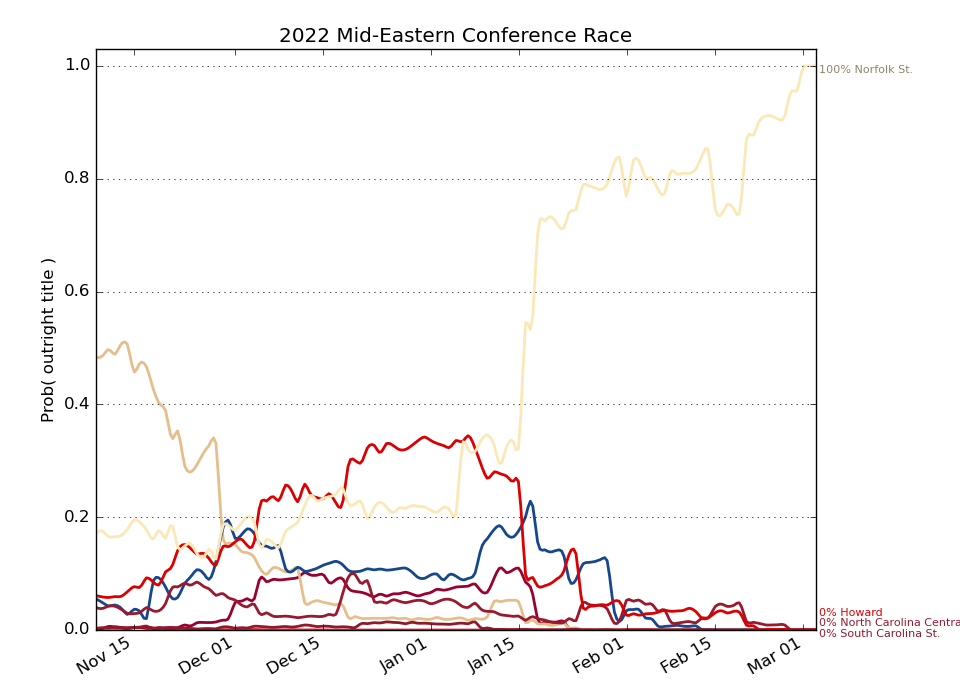 2022 Mid-Eastern Conference Race
Prob( outright title )
1.0
0.8
0.6
0.4
0.2
0.0
Nov 15
Dec 01
Dec 15
Jan 01
Jan 15
Feb 01
Feb 15
Mar 01
100% Norfolk St.
0% Howard
0% North Carolina Centra
0% South Carolina St.